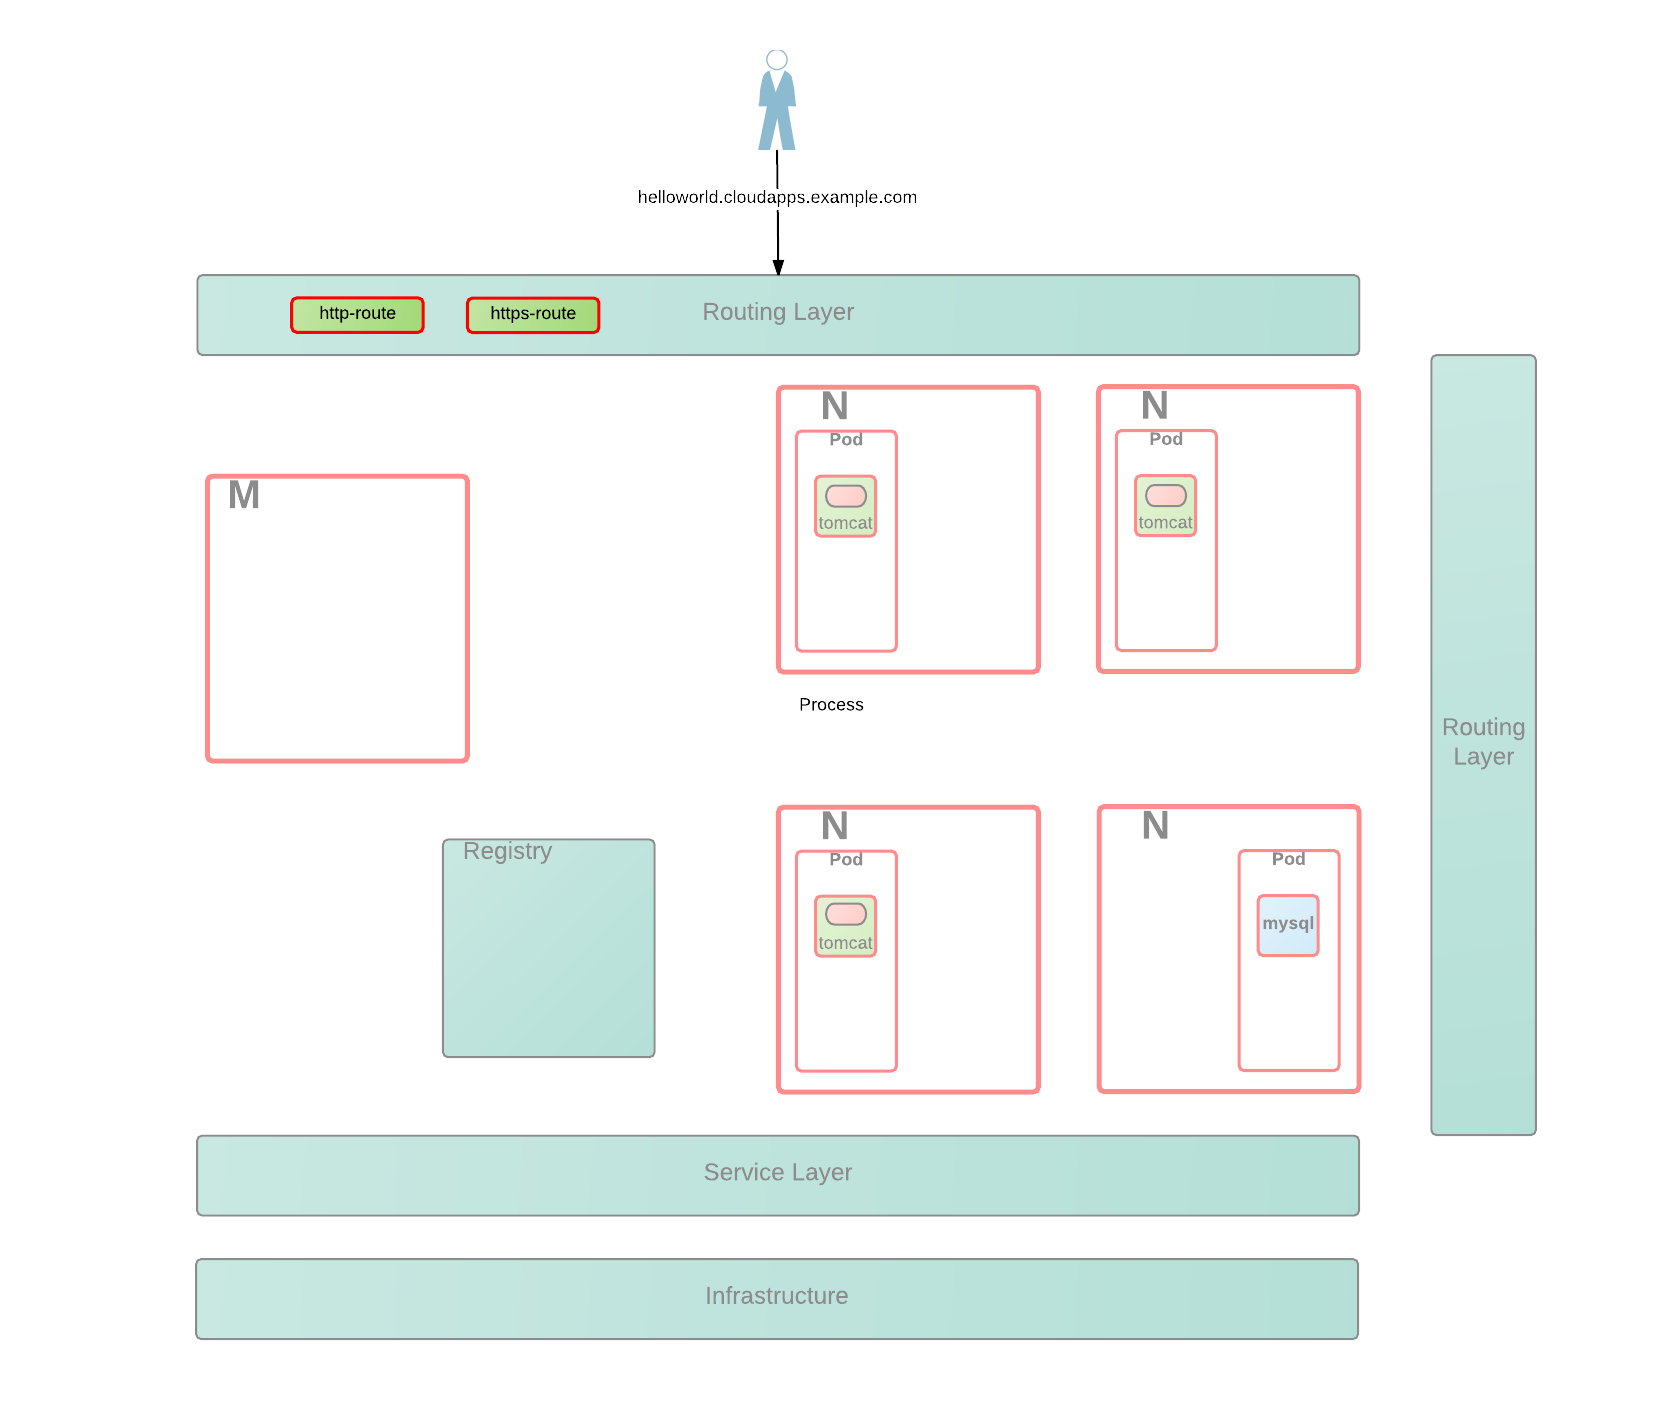 helloworld.cloudapps.example.com
http-route
https-route
Routing Layer
N
Pod
tomcat
N
Pod
tomcat
M
Process
Routing
Layer
Registry
N
Pod
tomcat
N
Pod
mysql
Service Layer
Infrastructure